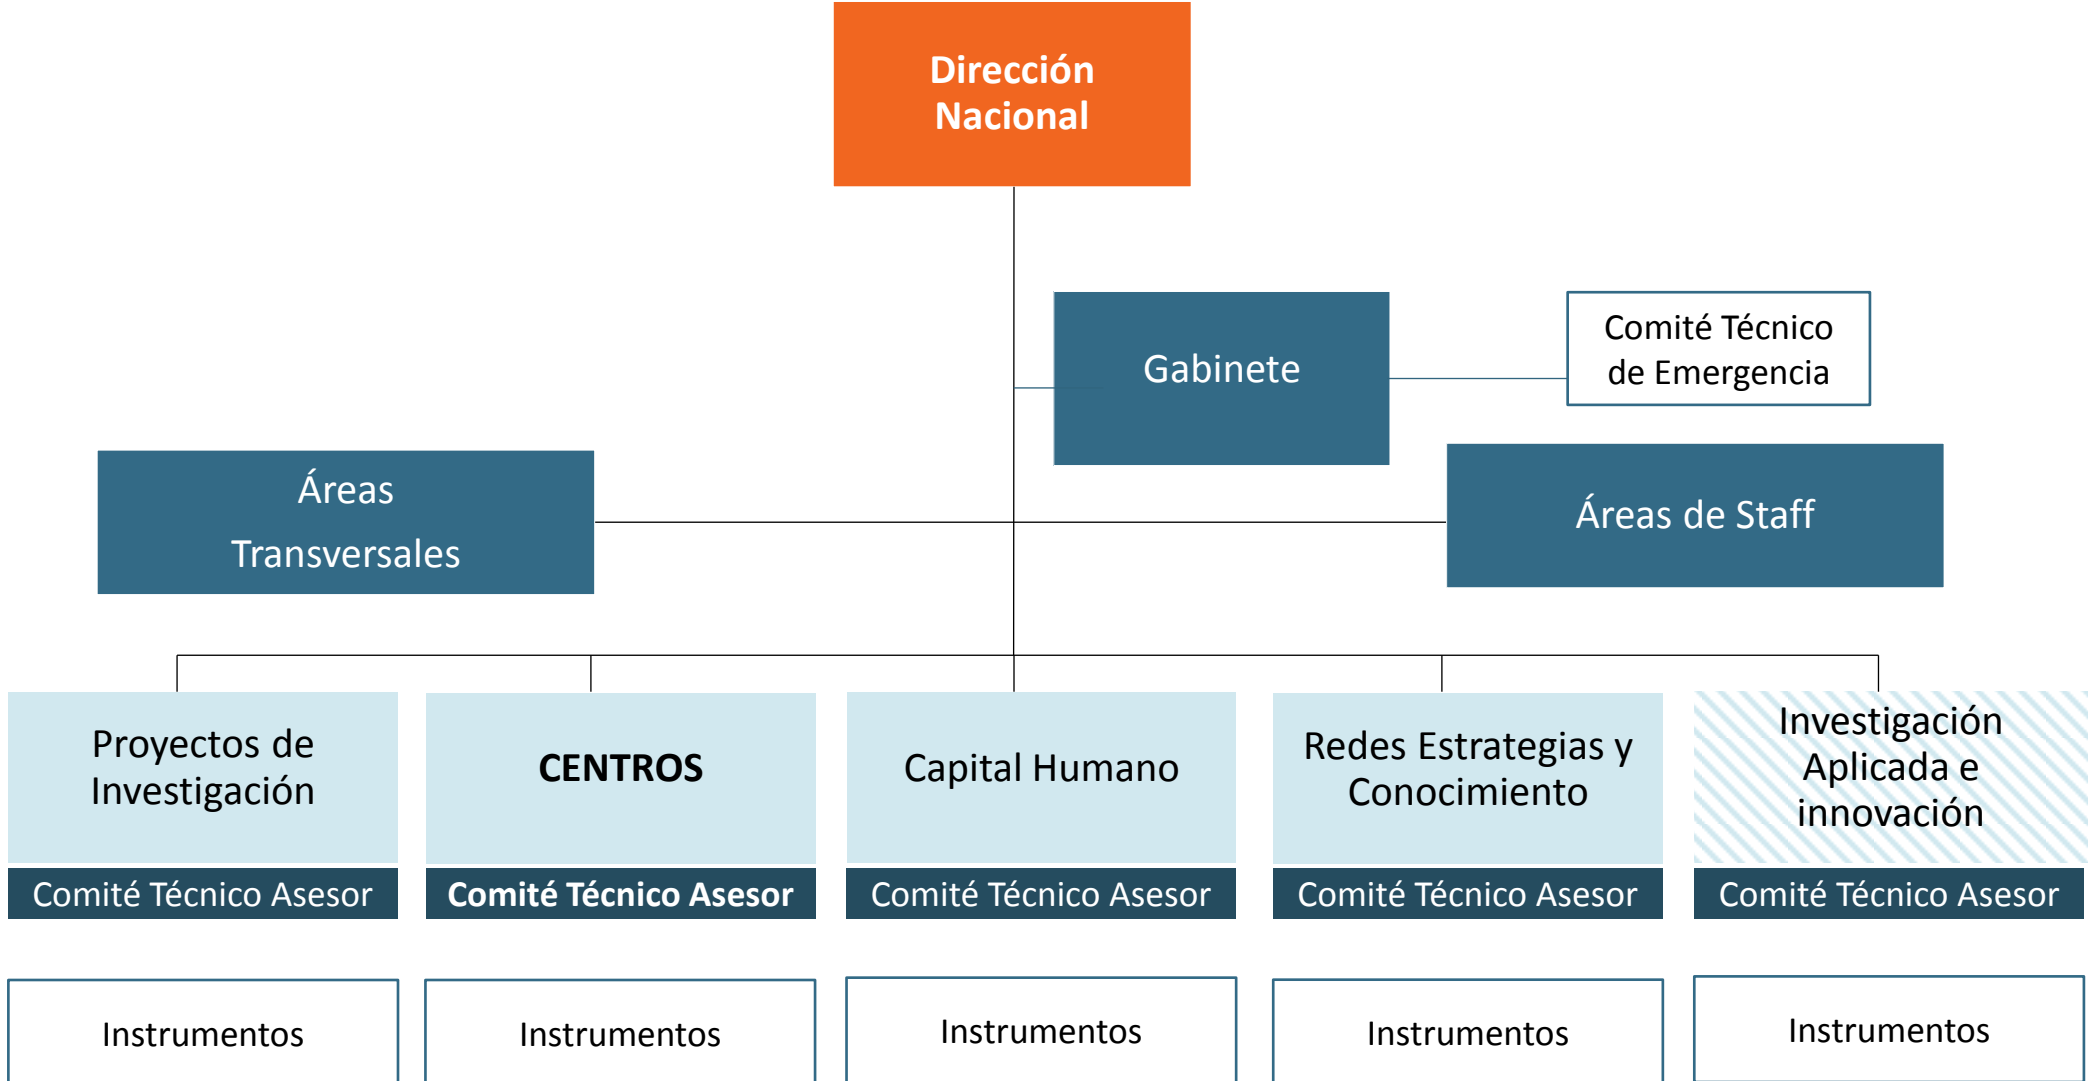 Dirección
Nacional
Gabinete
Comité Técnico
de Emergencia
Áreas
Transversales
Áreas de Staff
Proyectos de
Investigación
CENTROS
Capital Humano
Redes Estrategias y
Conocimiento
Investigación
Aplicada e
innovación
Comité Técnico Asesor
Comité Técnico Asesor
Comité Técnico Asesor
Comité Técnico Asesor
Comité Técnico Asesor
Instrumentos
Instrumentos
Instrumentos
Instrumentos
Instrumentos